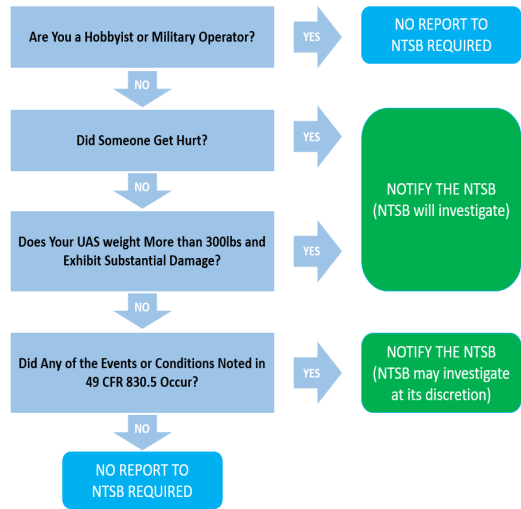 Are You a Hobbyist or Military Operator?
YES
NO REPORT TO
NTSB REQUIRED
NO
Did Someone Get Hurt?
YES
NOTIFY THE NTSB
(NTSB will investigate)
NO
Does Your UAS weight More than 300lbs and
Exhibit Substantial Damage?
YES
NO
Did Any of the Events or Conditions Noted in
49 CFR 830.5 Occur?
YES
NOTIFY THE NTSB
(NTSB may investigate
at its discretion)
NO
NO REPORT TO
NTSB REQUIRED